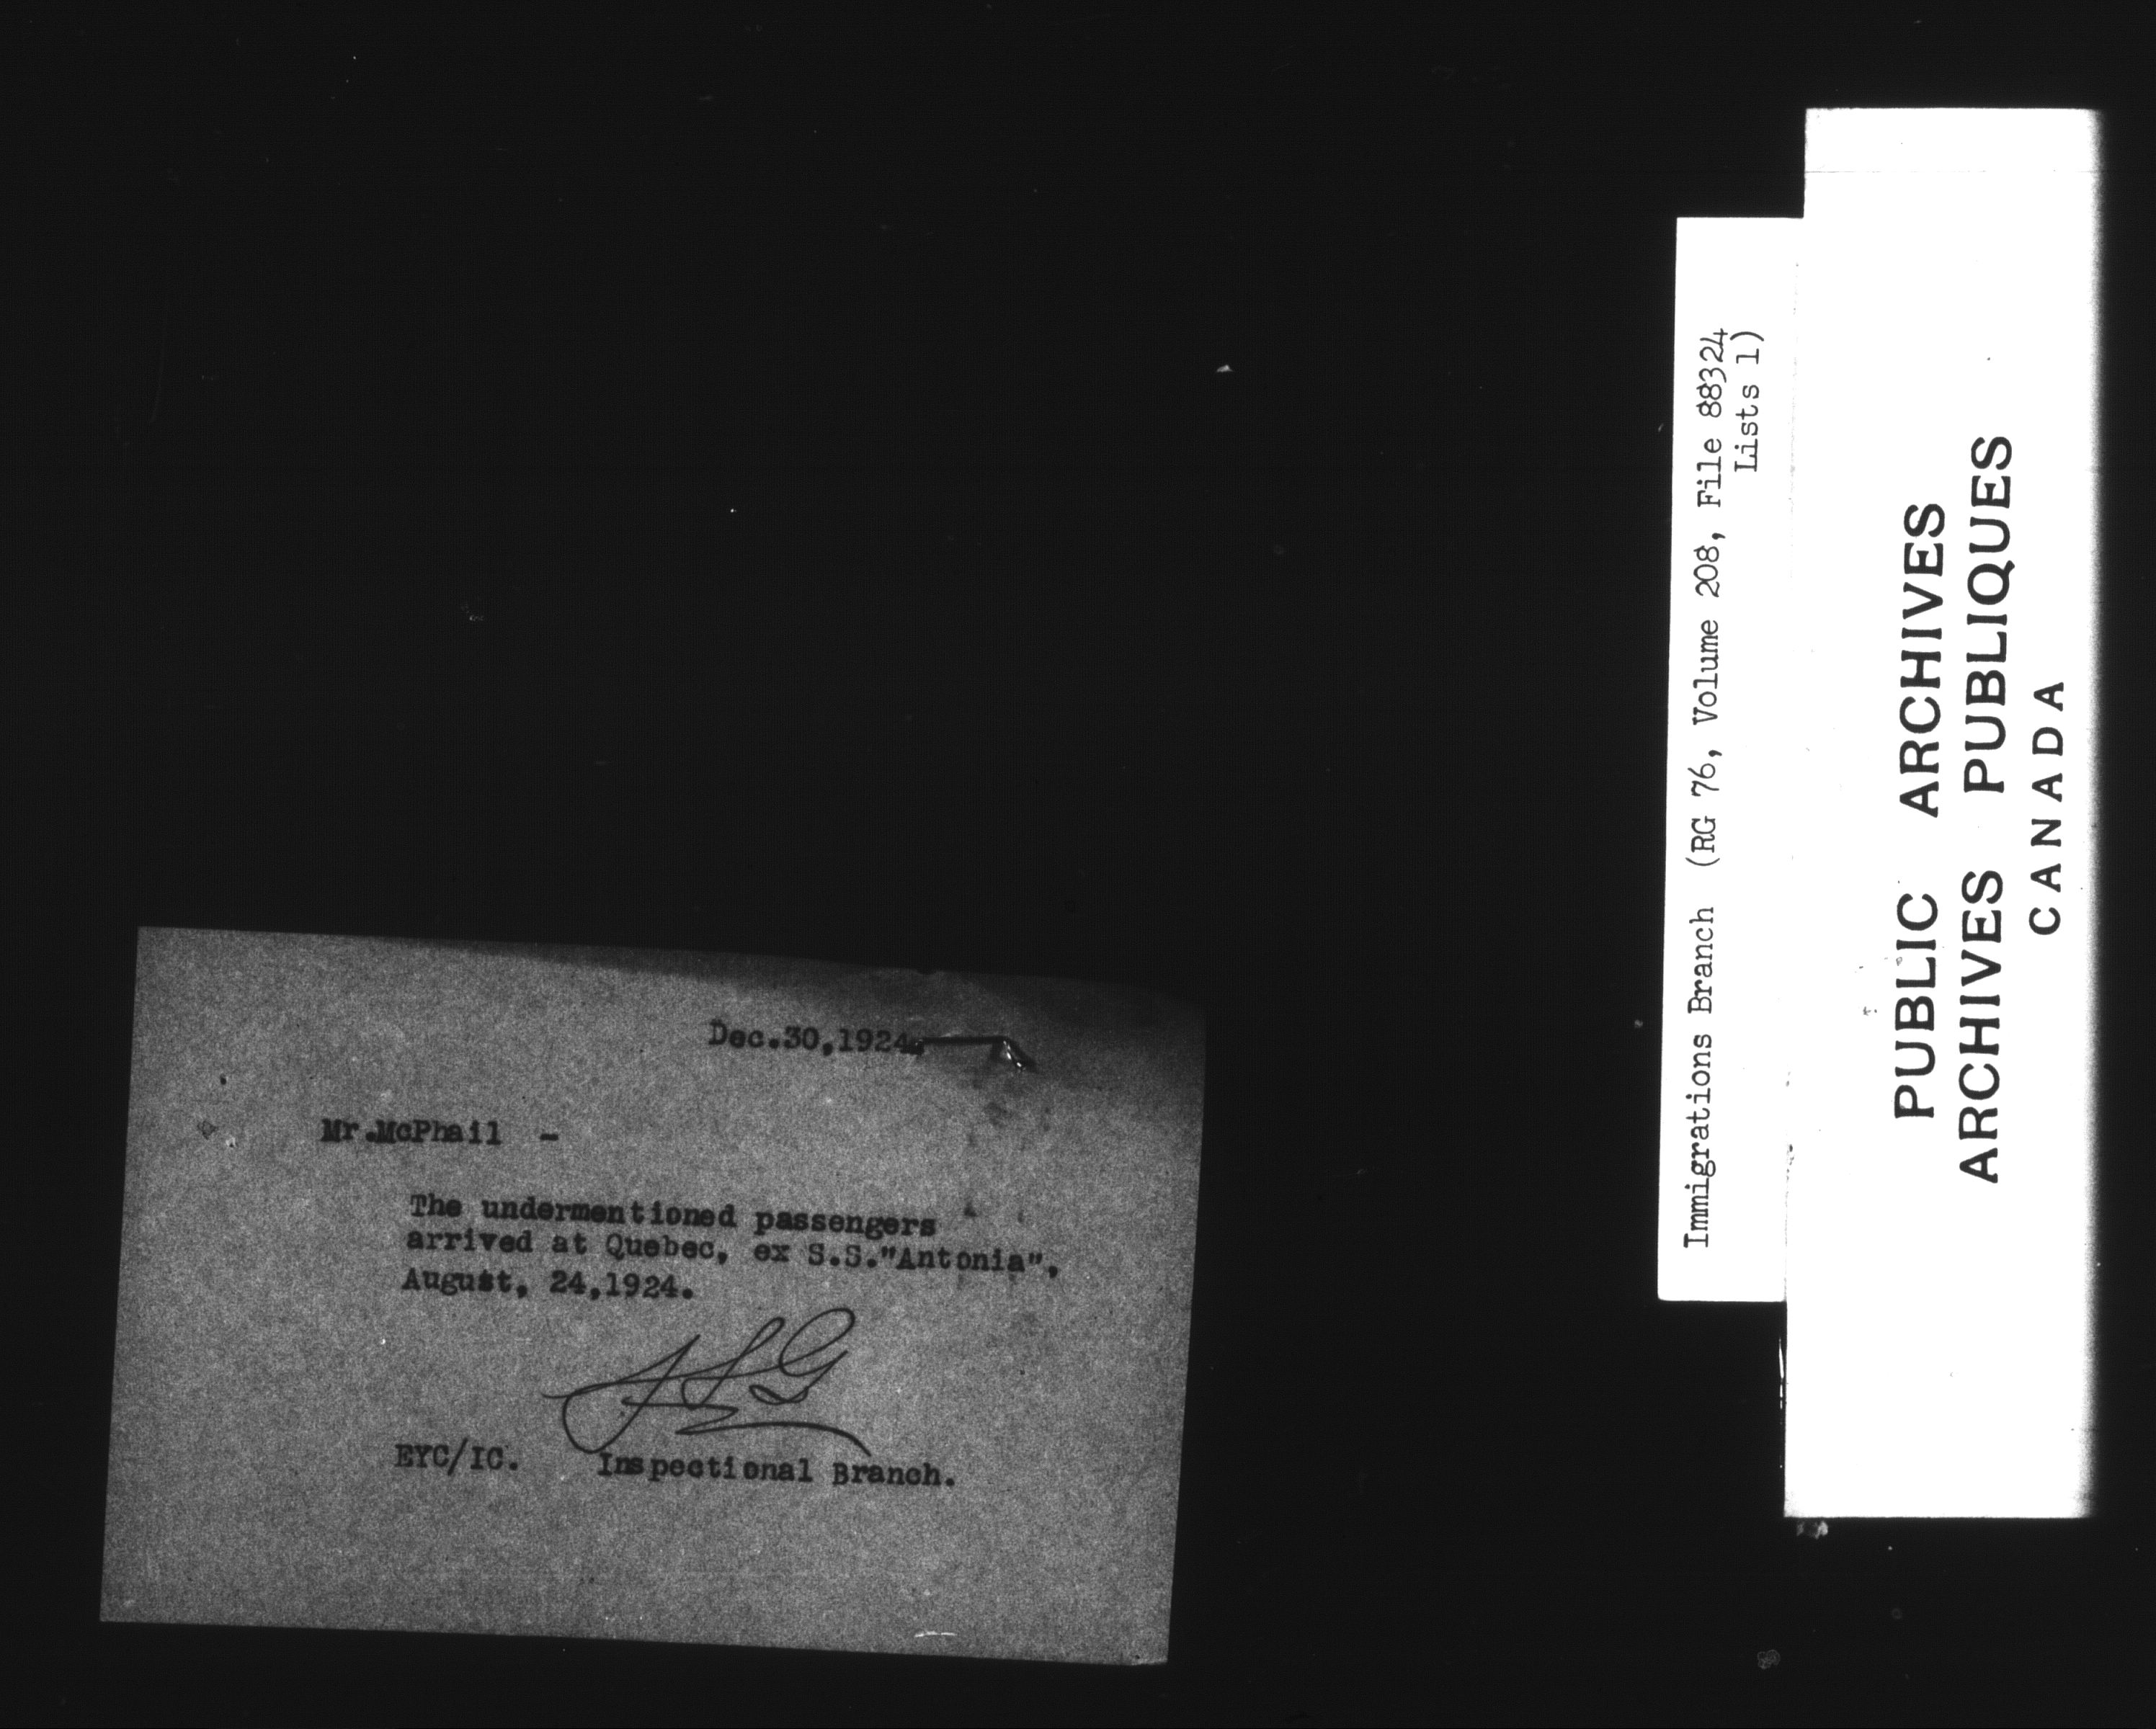 Dec.30,1924.
Mr.McPhail -
The undermentioned passengers
arrived at Quebec, ex S.S."Antonia",
August, 24,1924.
EYC/IC. Inspectional Branch.
Immigrations Branch (RG 76, Volume 208, File 88324
Lists 1)
PUBLIC ARCHIVES
ARCHIVES PUBLIQUES
CANADA